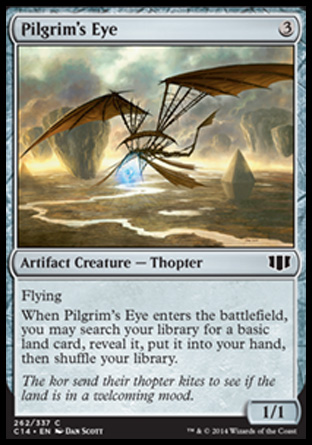 Pilgrim's Eye 3
Artifact Creature — Thopter
Flying
When Pilgrim's Eye enters the battlefield,
you may search your library for a basic
land card, reveal it, put it into your hand,
then shuffle your library.
The kor send their thopter kites to see if the
land is in a welcoming mood.
1/1
262/337 C
C14 • EN DAN SCOTT
™ & © 2014 Wizards of the Coast